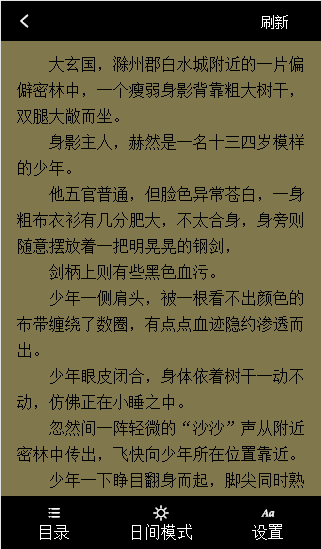 刷新
大玄国，滁州郡白水城附近的一片偏
僻密林中，一个瘦弱身影背靠粗大树干，
双腿大敞而坐。
身影主人，赫然是一名十三四岁模样
的少年。
他五官普通，但脸色异常苍白，一身
粗布衣衫有几分肥大，不太合身，身旁则
随意摆放着一把明晃晃的钢剑，
剑柄上则有些黑色血污。
少年一侧肩头，被一根看不出颜色的
布带缠绕了数圈，有点点血迹隐约渗透而
出。
少年眼皮闭合，身体依着树干一动不
动，仿佛正在小睡之中。
忽然间一阵轻微的“沙沙”声从附近
密林中传出，飞快向少年所在位置靠近。
少年一下睁目翻身而起，脚尖同时熟
目录 日间模式 Aa 设置